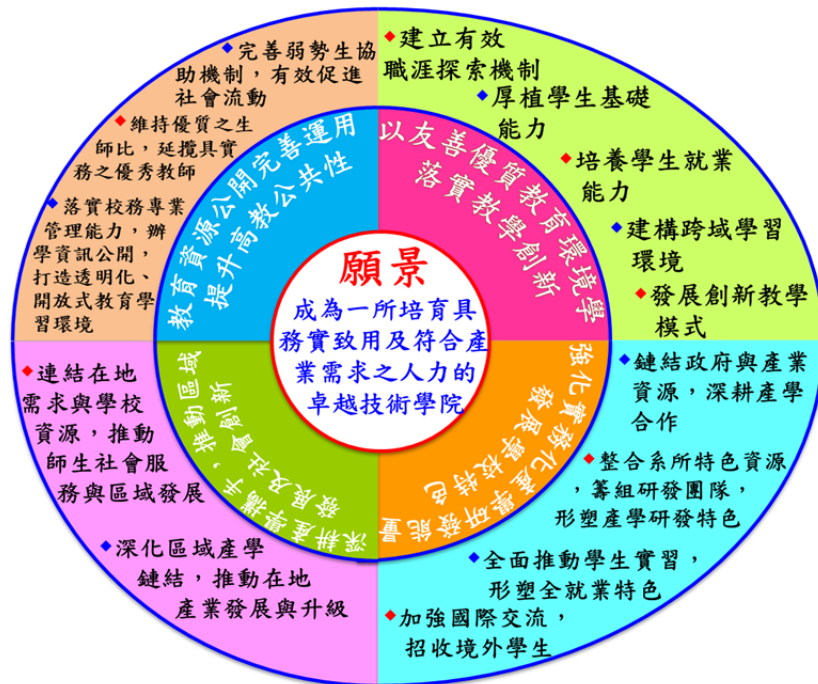 願景
成為一所培育具
務實致用及符合產
業需求之人力的
卓越技術學院
以友善優質教育環境學
落實教學創新
◆建立有效
職涯探索機制
◆厚植學生基礎
能力
◆培養學生就業
能力
◆建構跨域學習
環境
◆發展創新教學
模式
強化實務化產學研發能量
發展學校特色
◆鏈結政府與產業
資源，深耕產學
合作
◆整合系所特色資源
，籌組研發團隊，
形塑產學研發特色
◆全面推動學生實習，
形塑全就業特色
◆加強國際交流，
招收境外學生
深耕產學攜手，推動區域
發展及社會創新
◆連結在地
需求與學校
資源，推動
師生社會服
務與區域發展
◆深化區域產學
鏈結，推動在地
產業發展與升級
教育資源公開完善運用
提升高教公共性
◆完善弱勢生協
助機制，有效促進
社會流動
◆維持優質之生
師比，延攬具實
務之優秀教師
◆落實校務專業
管理能力，辦
學資訊公開，
打造透明化、
開放式教育學
習環境